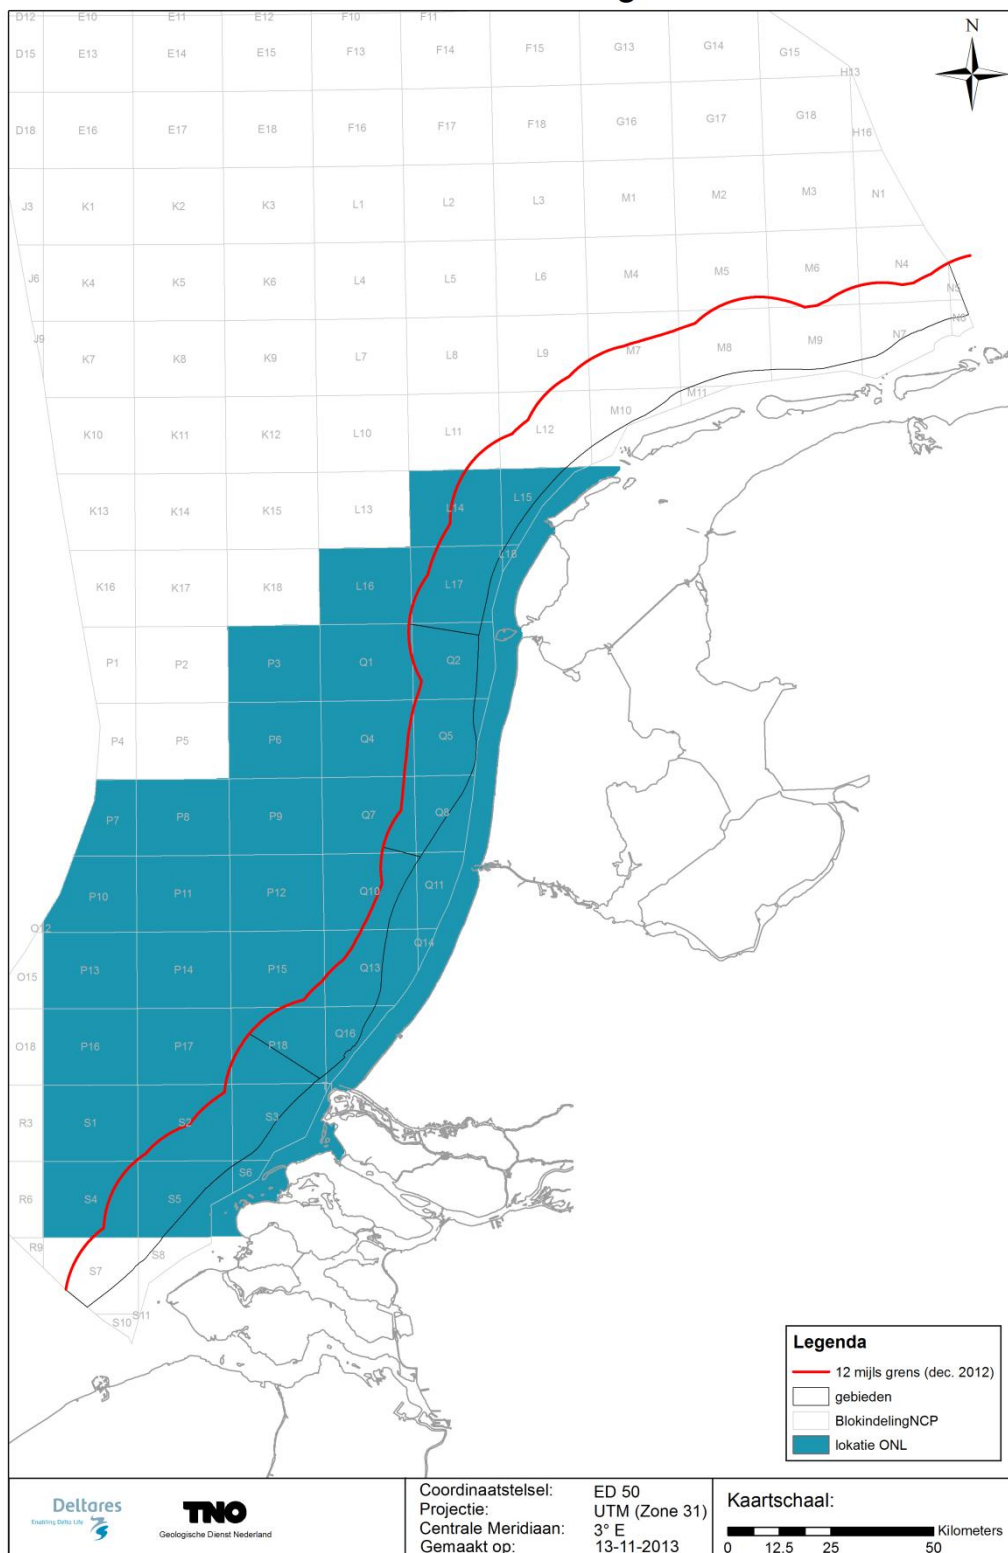 D12 E10 E11 E12 F10 F11
D15 E13 E14 E15 F13 F14 F15 G13 G14 G15
N
H13
D18 E16 E17 E18 F16 F17 F18 G16 G17 G18
H16
J3 K1 K2 K3 L1 L2 L3 M1 M2 M3 N1
J6 K4 K5 K6 L4 L5 L6 M4 M5 M6 N4
N5
J9 K7 K8 K9 L7 L8 L9 M7 M8 M9 N7 N8
K10 K11 K12 L10 L11 L12 M10 M11
K13 K14 K15 L13 L14 L15
L18
K16 K17 K18 L16 L17
P1 P2 P3 Q1 Q2
P4 P5 P6 Q4 Q5
P7 P8 P9 Q7 Q8
P10 P11 P12 Q10 Q11
Q14
O15 P13 P14 P15 Q13
O18 P16 P17 P18 Q16
R3 S1 S2 S3
R6 S4 S5 S6
R9 S7 S8
S10 S11
Legenda
12 mijls grens (dec. 2012)
gebieden
BlokindelingNCP
lokatie ONL
Deltares
Enabling Delta Life
TNO
Geologische Dienst Nederland
Coordinaatstelsel: ED 50
Projectie: UTM (Zone 31)
Centrale Meridiaan: 3° E
Gemaakt op: 13-11-2013
Kaartschaal:
Kilometers
0 12,5 25 50